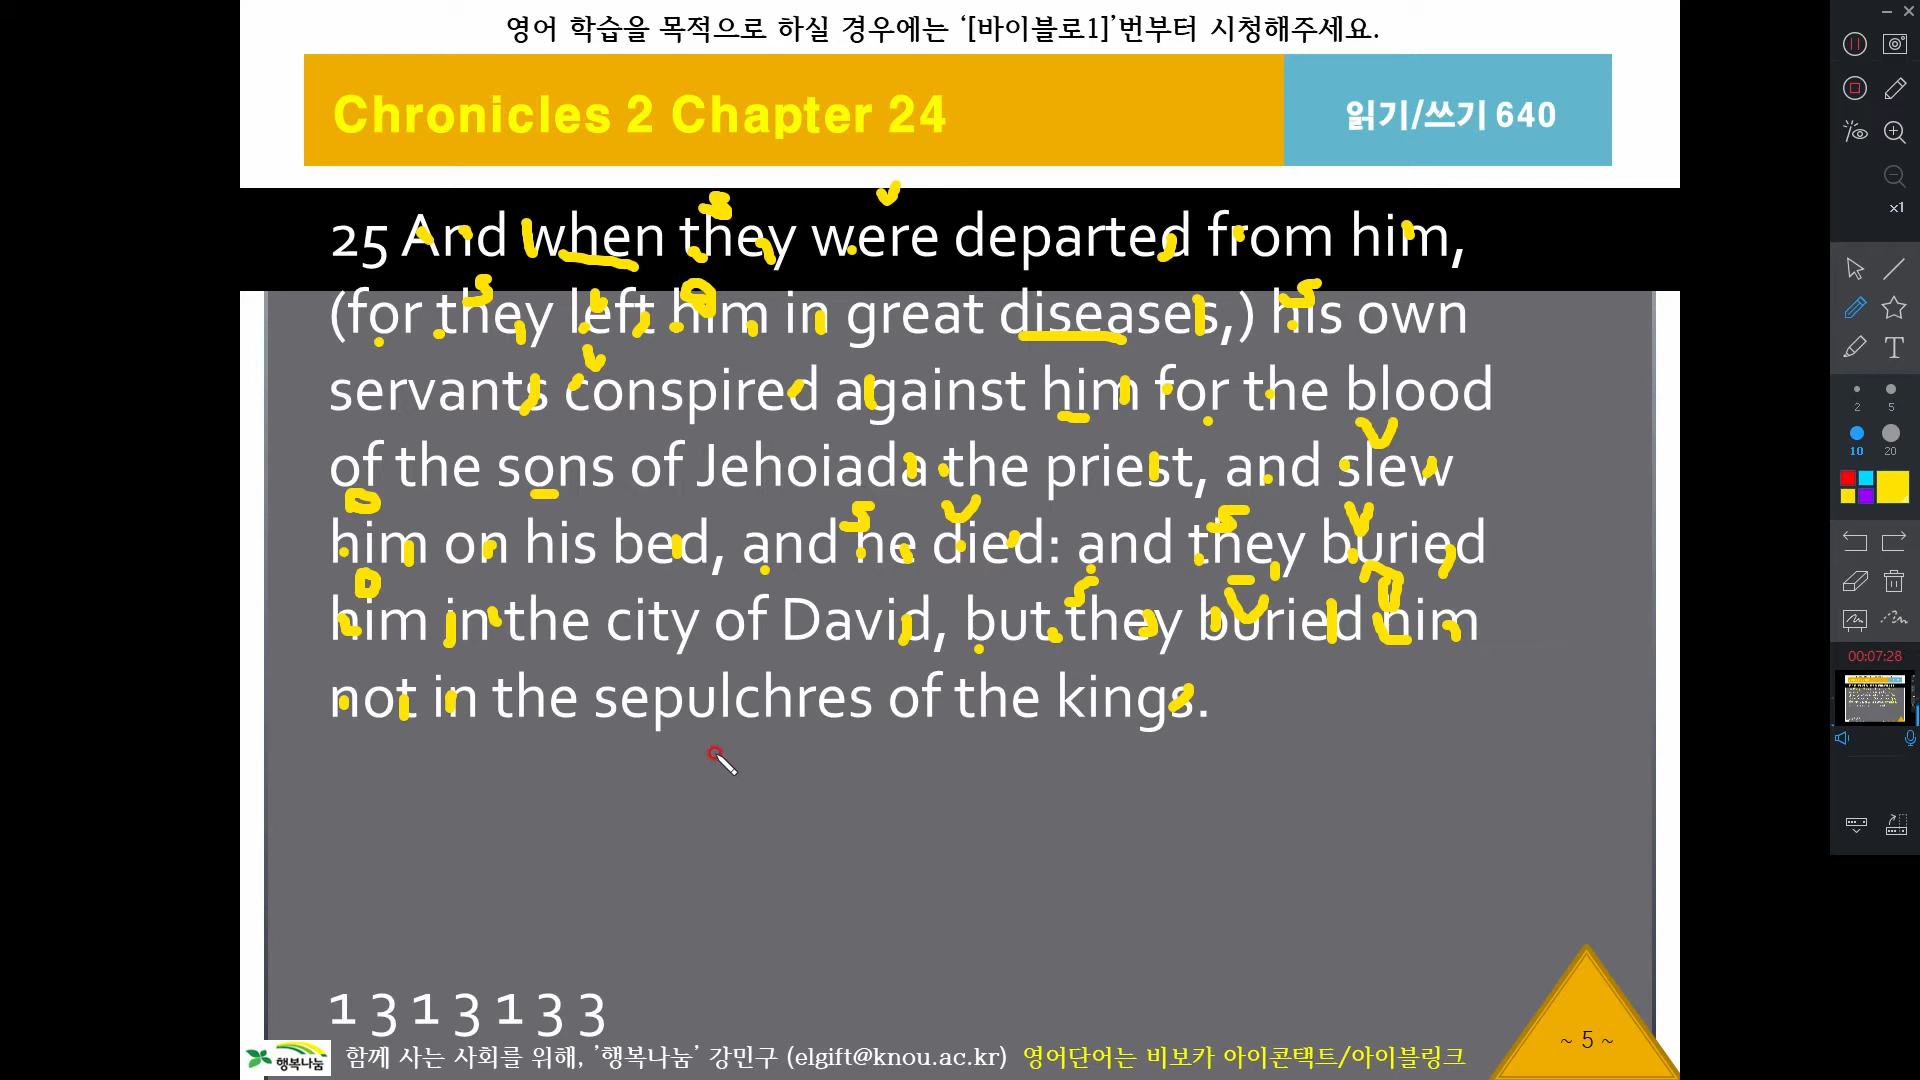 영어 학습을 목적으로 하실 경우에는 ‘[바이블로1]’번부터 시청해주세요.
Chronicles 2 Chapter 24
읽기/쓰기 640
25 And when they were departed from him,
(for they left him in great diseases,) his own
servants conspired against him for the blood
of the sons of Jehoiada the priest, and slew
him on his bed, and he died: and they buried
him in the city of David, but they buried him
not in the sepulchres of the kings.
1 3 1 3 1 3 3
~ 5 ~
행복나눔
함께 사는 사회를 위해, ’행복나눔’ 강민구 (elgift@knou.ac.kr) 영어단어는 비보카 아이콘택트/아이블링크
x1
2 5
10 20
00:07:28